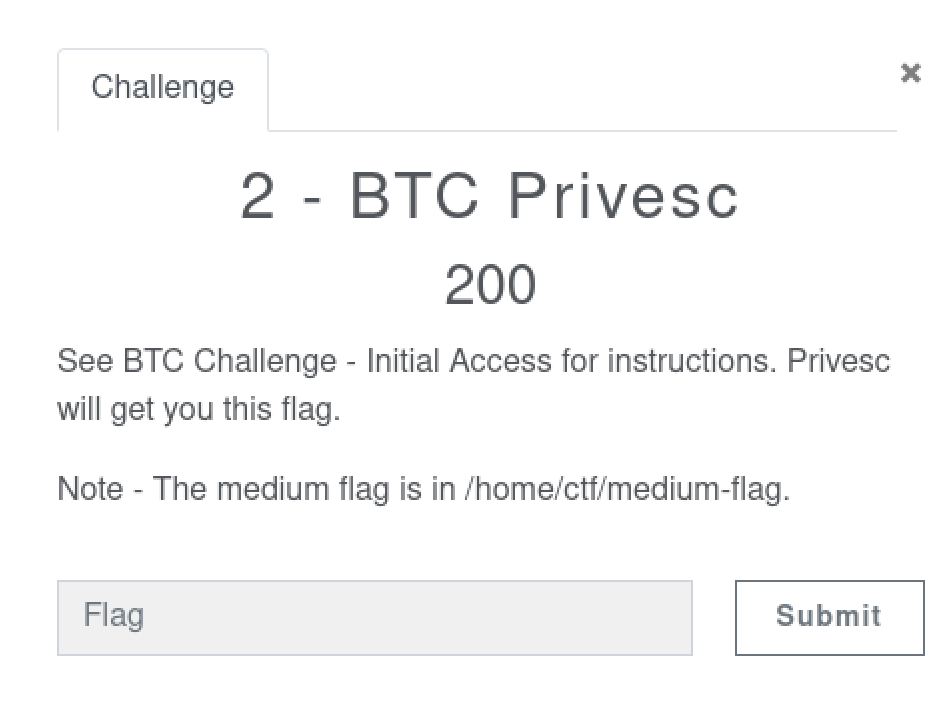 Challenge
×
2 - BTC Privesc
200
See BTC Challenge - Initial Access for instructions. Privesc
will get you this flag.
Note - The medium flag is in /home/ctf/medium-flag.
Flag
Submit